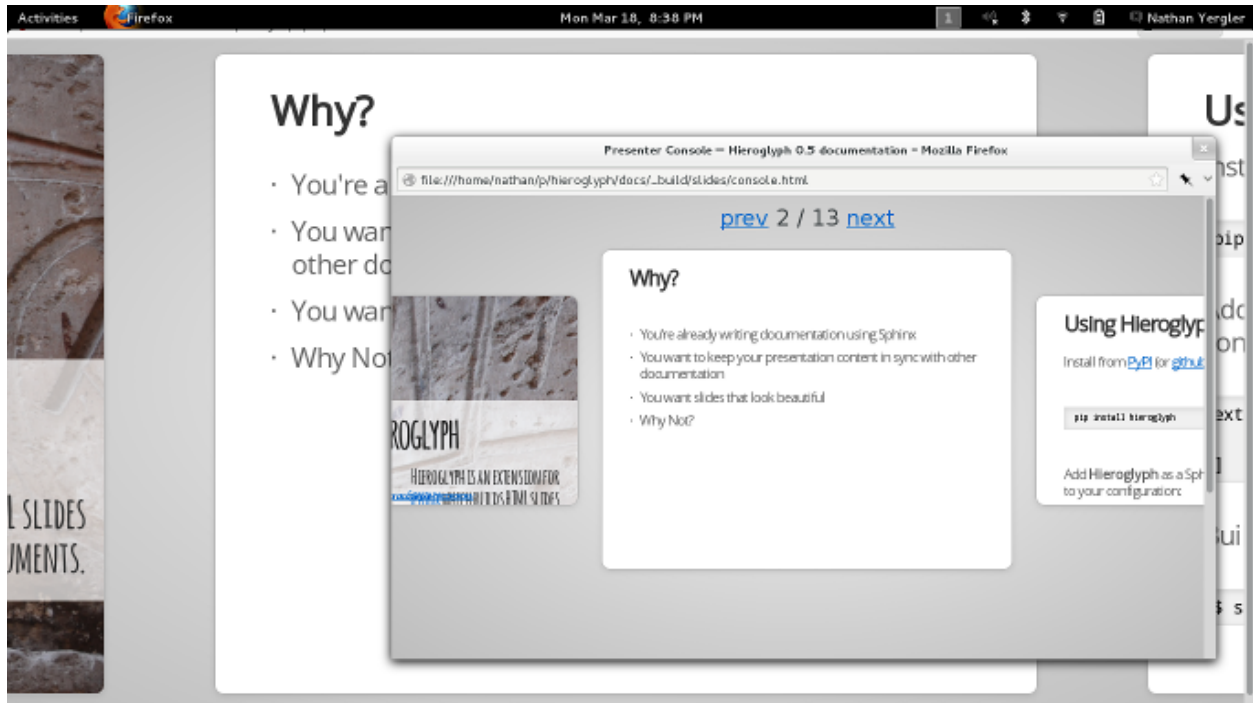 Activities Firefox Mon Mar 18, 8:38 PM 1 Nathan Yergler
Why?
You're a
You wan
other do
You wan
Why Not
L SLIDES
UMENTS.
Us
nst
pip
on
ext
]
ui
$ s
Presenter Console — Hieroglyph 0.5 documentation - Mozilla Firefox
file:///home/nathan/p/hieroglyph/docs/_build/slides/console.html
prev 2 / 13 next
ROGLYPH
HIEROGLYPH IS AN EXTENSION FOR
Why?
· You're already writing documentation using Sphinx
· You want to keep your presentation content in sync with other
documentation
· You want slides that look beautiful
· Why Not?
Using Hieroglyp
Install from PyPI (or github
pip install hieroglyph
Add Hieroglyph as a Sph
to your configuration: